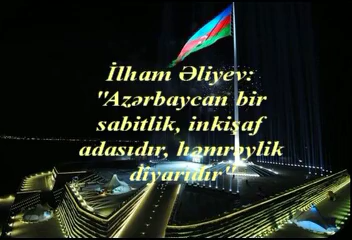 İlham Əliyev:
"Azərbaycan bir
sabitlik, inkişaf
adasıdır, həmrəylik
diyarıdır"